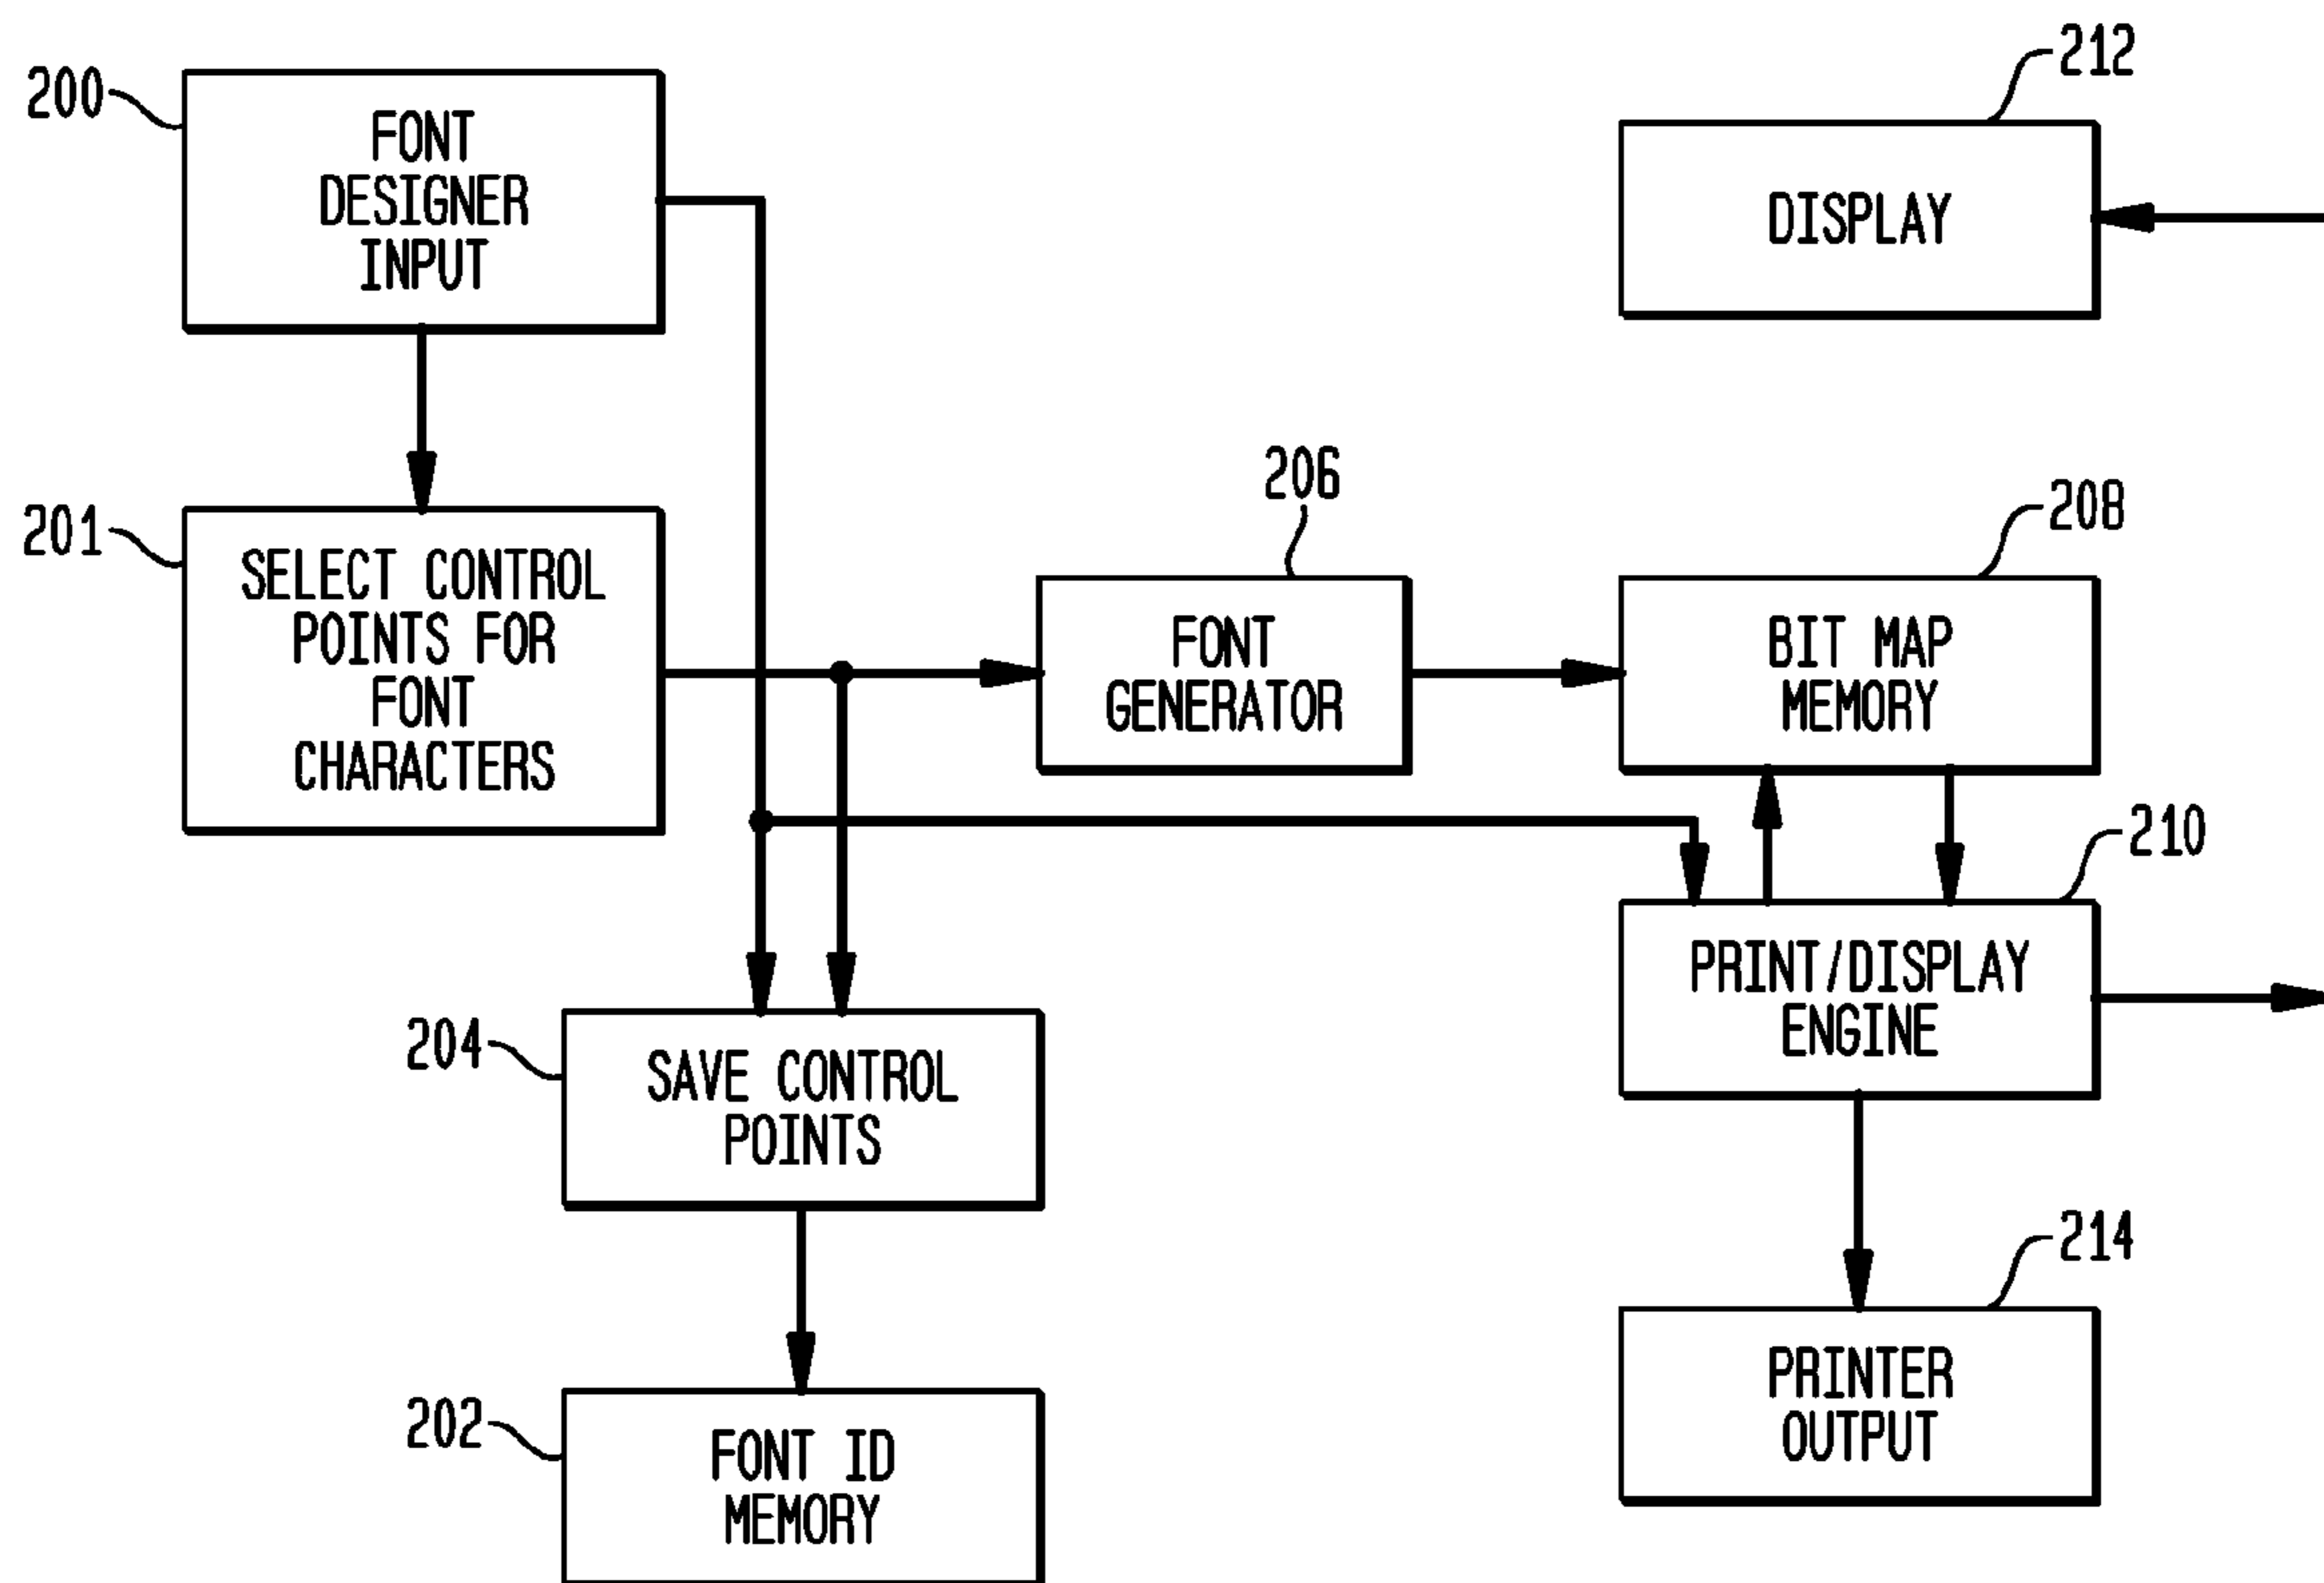 200
FONT
DESIGNER
INPUT
212
DISPLAY
201
SELECT CONTROL
POINTS FOR
FONT
CHARACTERS
206
FONT
GENERATOR
208
BIT MAP
MEMORY
210
PRINT/DISPLAY
ENGINE
204
SAVE CONTROL
POINTS
214
PRINTER
OUTPUT
202
FONT ID
MEMORY